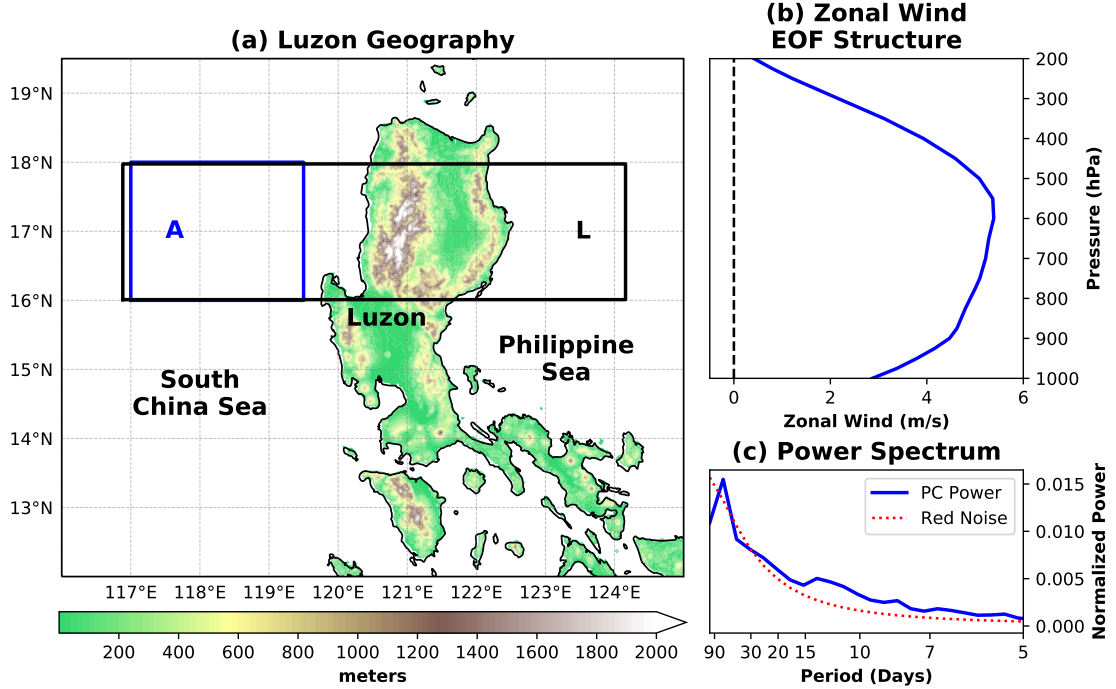 (a) Luzon Geography
19°N
18°N
17°N
16°N
15°N
14°N
13°N
A
L
Luzon
Philippine
Sea
South
China Sea
117°E 118°E 119°E 120°E 121°E 122°E 123°E 124°E
200 400 600 800 1000 1200 1400 1600 1800 2000
meters
(b) Zonal Wind
EOF Structure
200
300
400
500
600
700
800
900
1000
Pressure (hPa)
0 2 4 6
Zonal Wind (m/s)
(c) Power Spectrum
PC Power
Red Noise
0.015
0.010
0.005
0.000
Normalized Power
90 30 20 15 10 7 5
Period (Days)